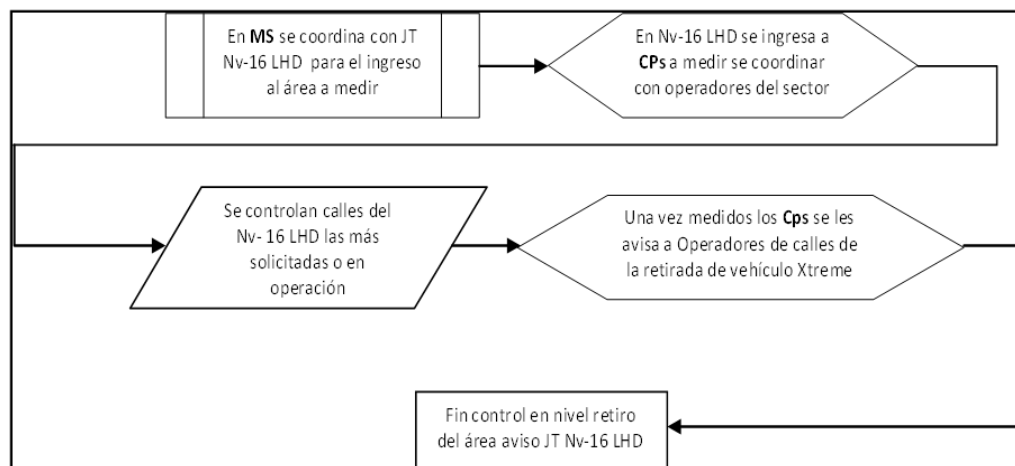 En MS se coordina con JT
Nv-16 LHD para el ingreso
al área a medir
En Nv-16 LHD se ingresa a
CPs a medir se coordinar
con operadores del sector
Se controlan calles del
Nv- 16 LHD las más
solicitadas o en
operación
Una vez medidos los Cps se les
avisa a Operadores de calles de
la retirada de vehículo Xtreme
Fin control en nivel retiro
del área aviso JT Nv-16 LHD